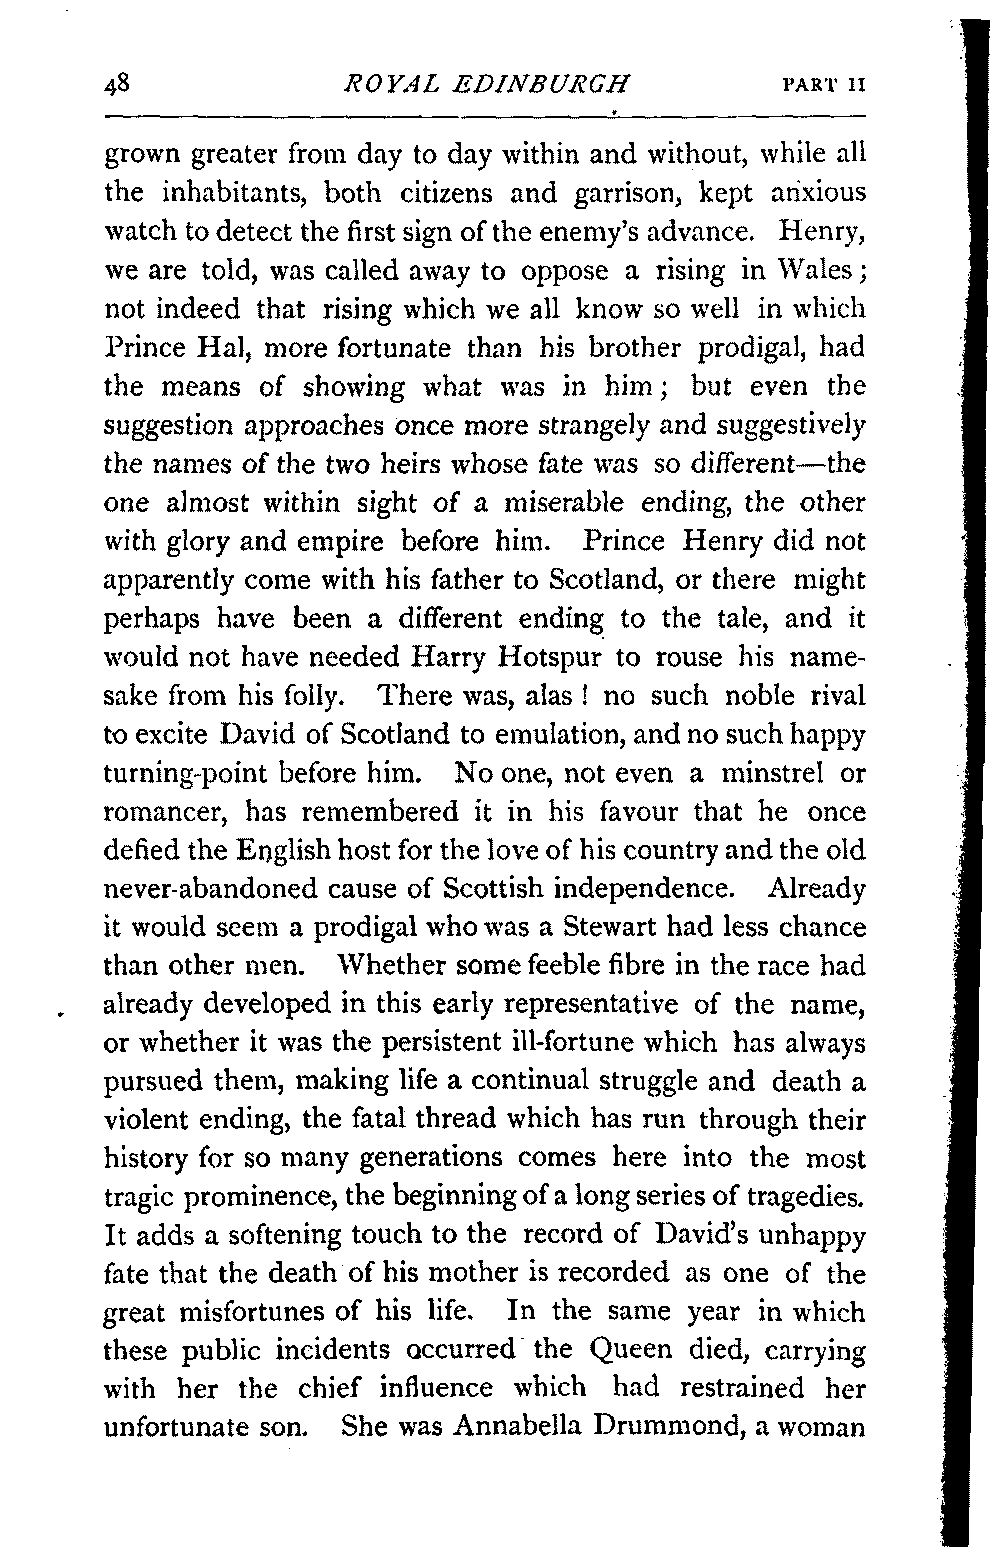 48 ROYAL EDINBURGH PART II
grown greater from day to day within and without, while all
the inhabitants, both citizens and garrison, kept anxious
watch to detect the first sign of the enemy's advance. Henry,
we are told, was called away to oppose a rising in Wales;
not indeed that rising which we all know so well in which
Prince Hal, more fortunate than his brother prodigal, had
the means of showing what was in him; but even the
suggestion approaches once more strangely and suggestively
the names of the two heirs whose fate was so different—the
one almost within sight of a miserable ending, the other
with glory and empire before him. Prince Henry did not
apparently come with his father to Scotland, or there might
perhaps have been a different ending to the tale, and it
would not have needed Harry Hotspur to rouse his name-
sake from his folly. There was, alas! no such noble rival
to excite David of Scotland to emulation, and no such happy
turning-point before him. No one, not even a minstrel or
romancer, has remembered it in his favour that he once
defied the English host for the love of his country and the old
never-abandoned cause of Scottish independence. Already
it would seem a prodigal who was a Stewart had less chance
than other men. Whether some feeble fibre in the race had
already developed in this early representative of the name,
or whether it was the persistent ill-fortune which has always
pursued them, making life a continual struggle and death a
violent ending, the fatal thread which has run through their
history for so many generations comes here into the most
tragic prominence, the beginning of a long series of tragedies.
It adds a softening touch to the record of David's unhappy
fate that the death of his mother is recorded as one of the
great misfortunes of his life. In the same year in which
these public incidents occurred the Queen died, carrying
with her the chief influence which had restrained her
unfortunate son. She was Annabella Drummond, a woman